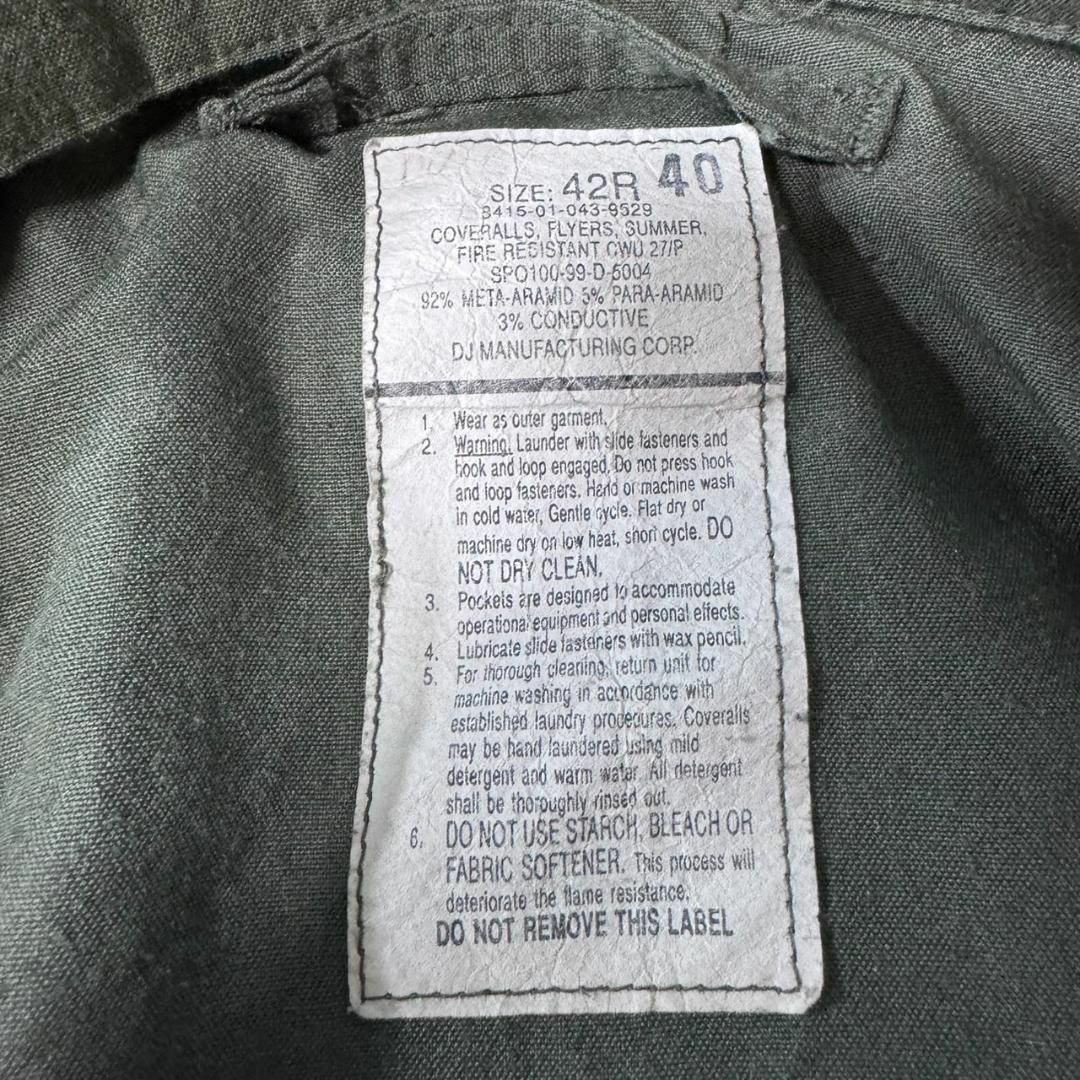 SIZE: 42R 40
8415-01-043-9529
COVERALLS, FLYERS, SUMMER,
FIRE RESISTANT CWU 27/P
SPO100-99-D-5004
92% META-ARAMID 5% PARA-ARAMID
3% CONDUCTIVE
DJ MANUFACTURING CORP.
1. Wear as outer garment.
2. Warning. Launder with slide fasteners and
hook and loop engaged. Do not press hook
and loop fasteners. Hand or machine wash
in cold water, Gentle cycle. Flat dry or
machine dry on low heat, short cycle. DO
NOT DRY CLEAN.
3. Pockets are designed to accommodate
operational equipment and personal effects.
4. Lubricate slide fasteners with wax pencil.
5. For thorough cleaning, return unit for
machine washing in accordance with
established laundry procedures. Coveralls
may be hand laundered using mild
detergent and warm water. All detergent
shall be thoroughly rinsed out.
6. DO NOT USE STARCH, BLEACH OR
FABRIC SOFTENER. This process will
deteriorate the flame resistance.
DO NOT REMOVE THIS LABEL